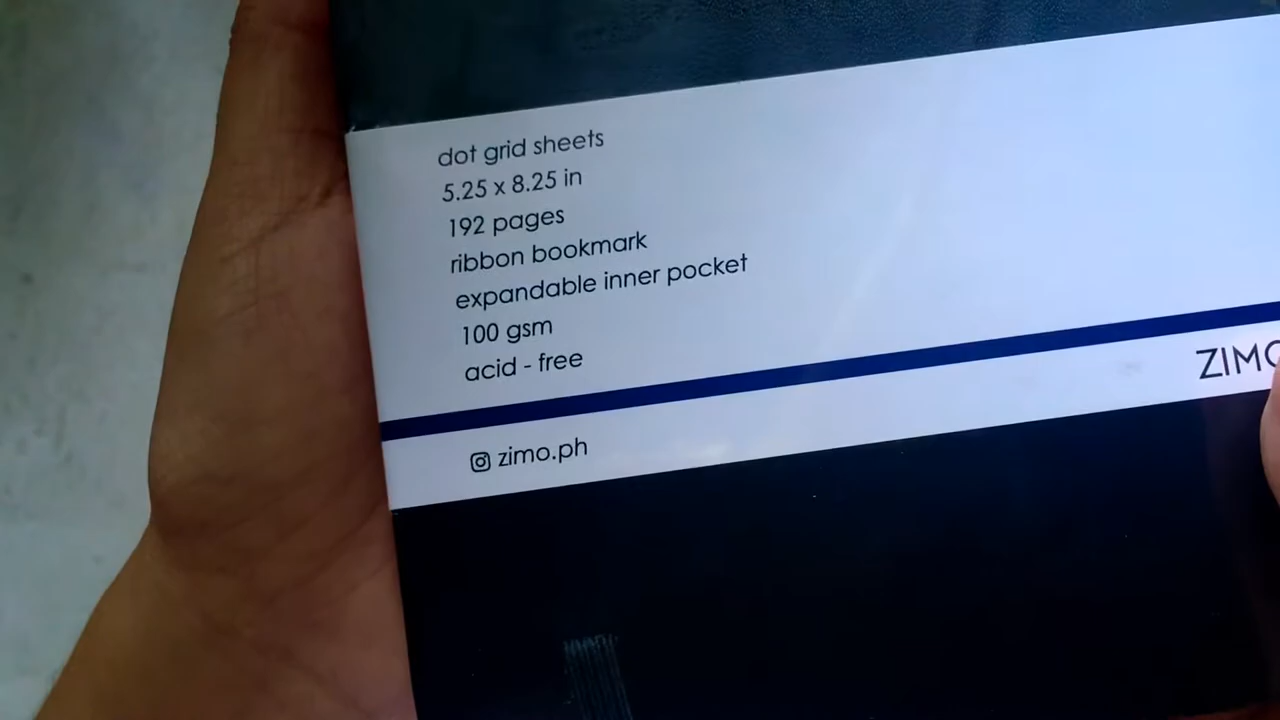 dot grid sheets
5.25 x 8.25 in
192 pages
ribbon bookmark
expandable inner pocket
100 gsm
acid - free
ZIMO
zimo.ph